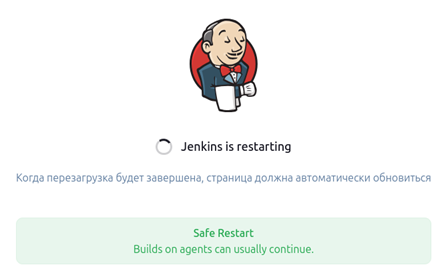 Jenkins is restarting
Когда перезагрузка будет завершена, страница должна автоматически обновиться
Safe Restart
Builds on agents can usually continue.